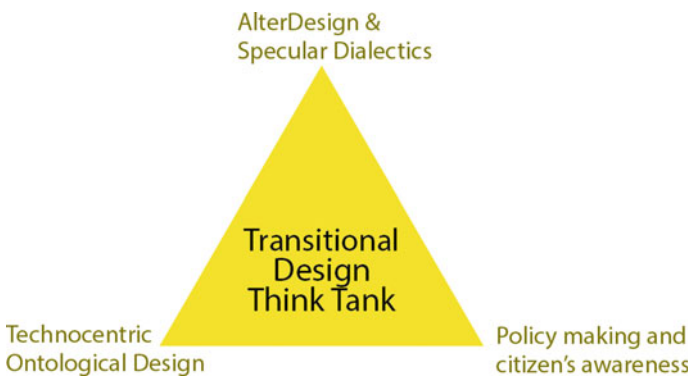 AlterDesign &
Specular Dialectics
Transitional
Design
Think Tank
Technocentric
Ontological Design
Policy making and
citizen's awareness